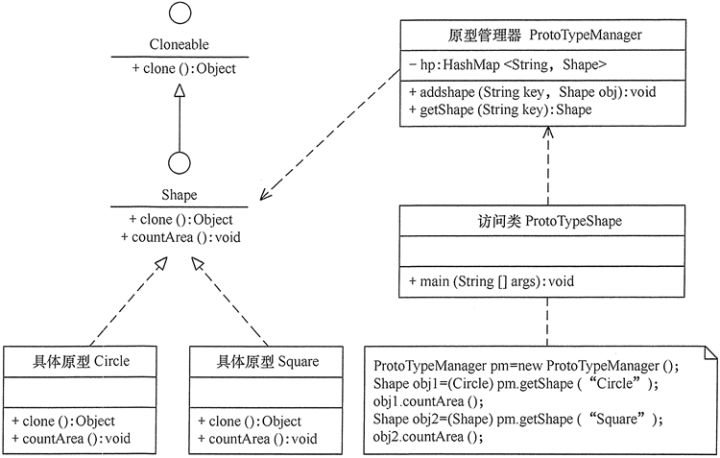 Cloneable
+ clone ():Object
Shape
+ clone ():Object
+ countArea ():void
具体原型 Circle
+ clone ():Object
+ countArea ():void
具体原型 Square
+ clone ():Object
+ countArea ():void
原型管理器 ProtoTypeManager
- hp:HashMap <String, Shape>
+ addshape (String key, Shape obj):void
+ getShape (String key):Shape
访问类 ProtoTypeShape
+ main (String [] args):void
ProtoTypeManager pm=new ProtoTypeManager ();
Shape obj1=(Circle) pm.getShape (“Circle”);
obj1.countArea ();
Shape obj2=(Shape) pm.getShape (“Square”);
obj2.countArea ();